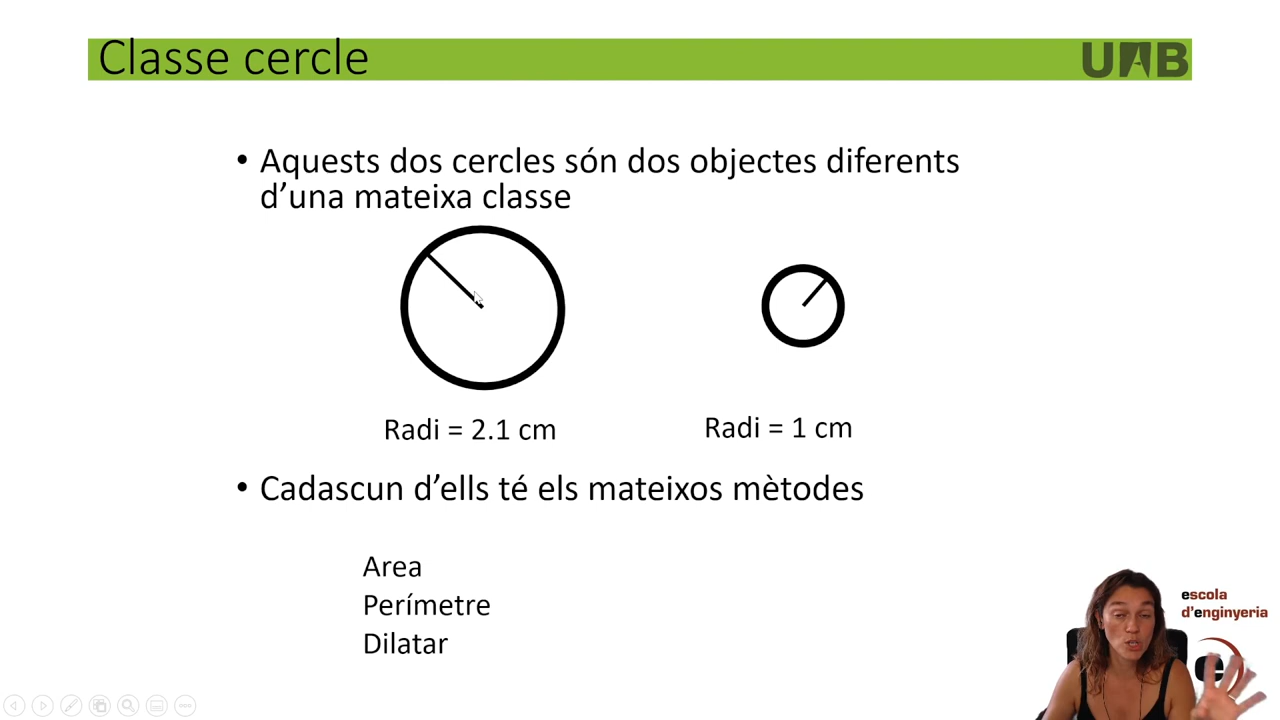 Classe cercle
UAB
• Aquests dos cercles són dos objectes diferents
d’una mateixa classe
Radi = 2.1 cm
Radi = 1 cm
• Cadascun d’ells té els mateixos mètodes
Area
Perímetre
Dilatar
escola
d’enginyeria
e